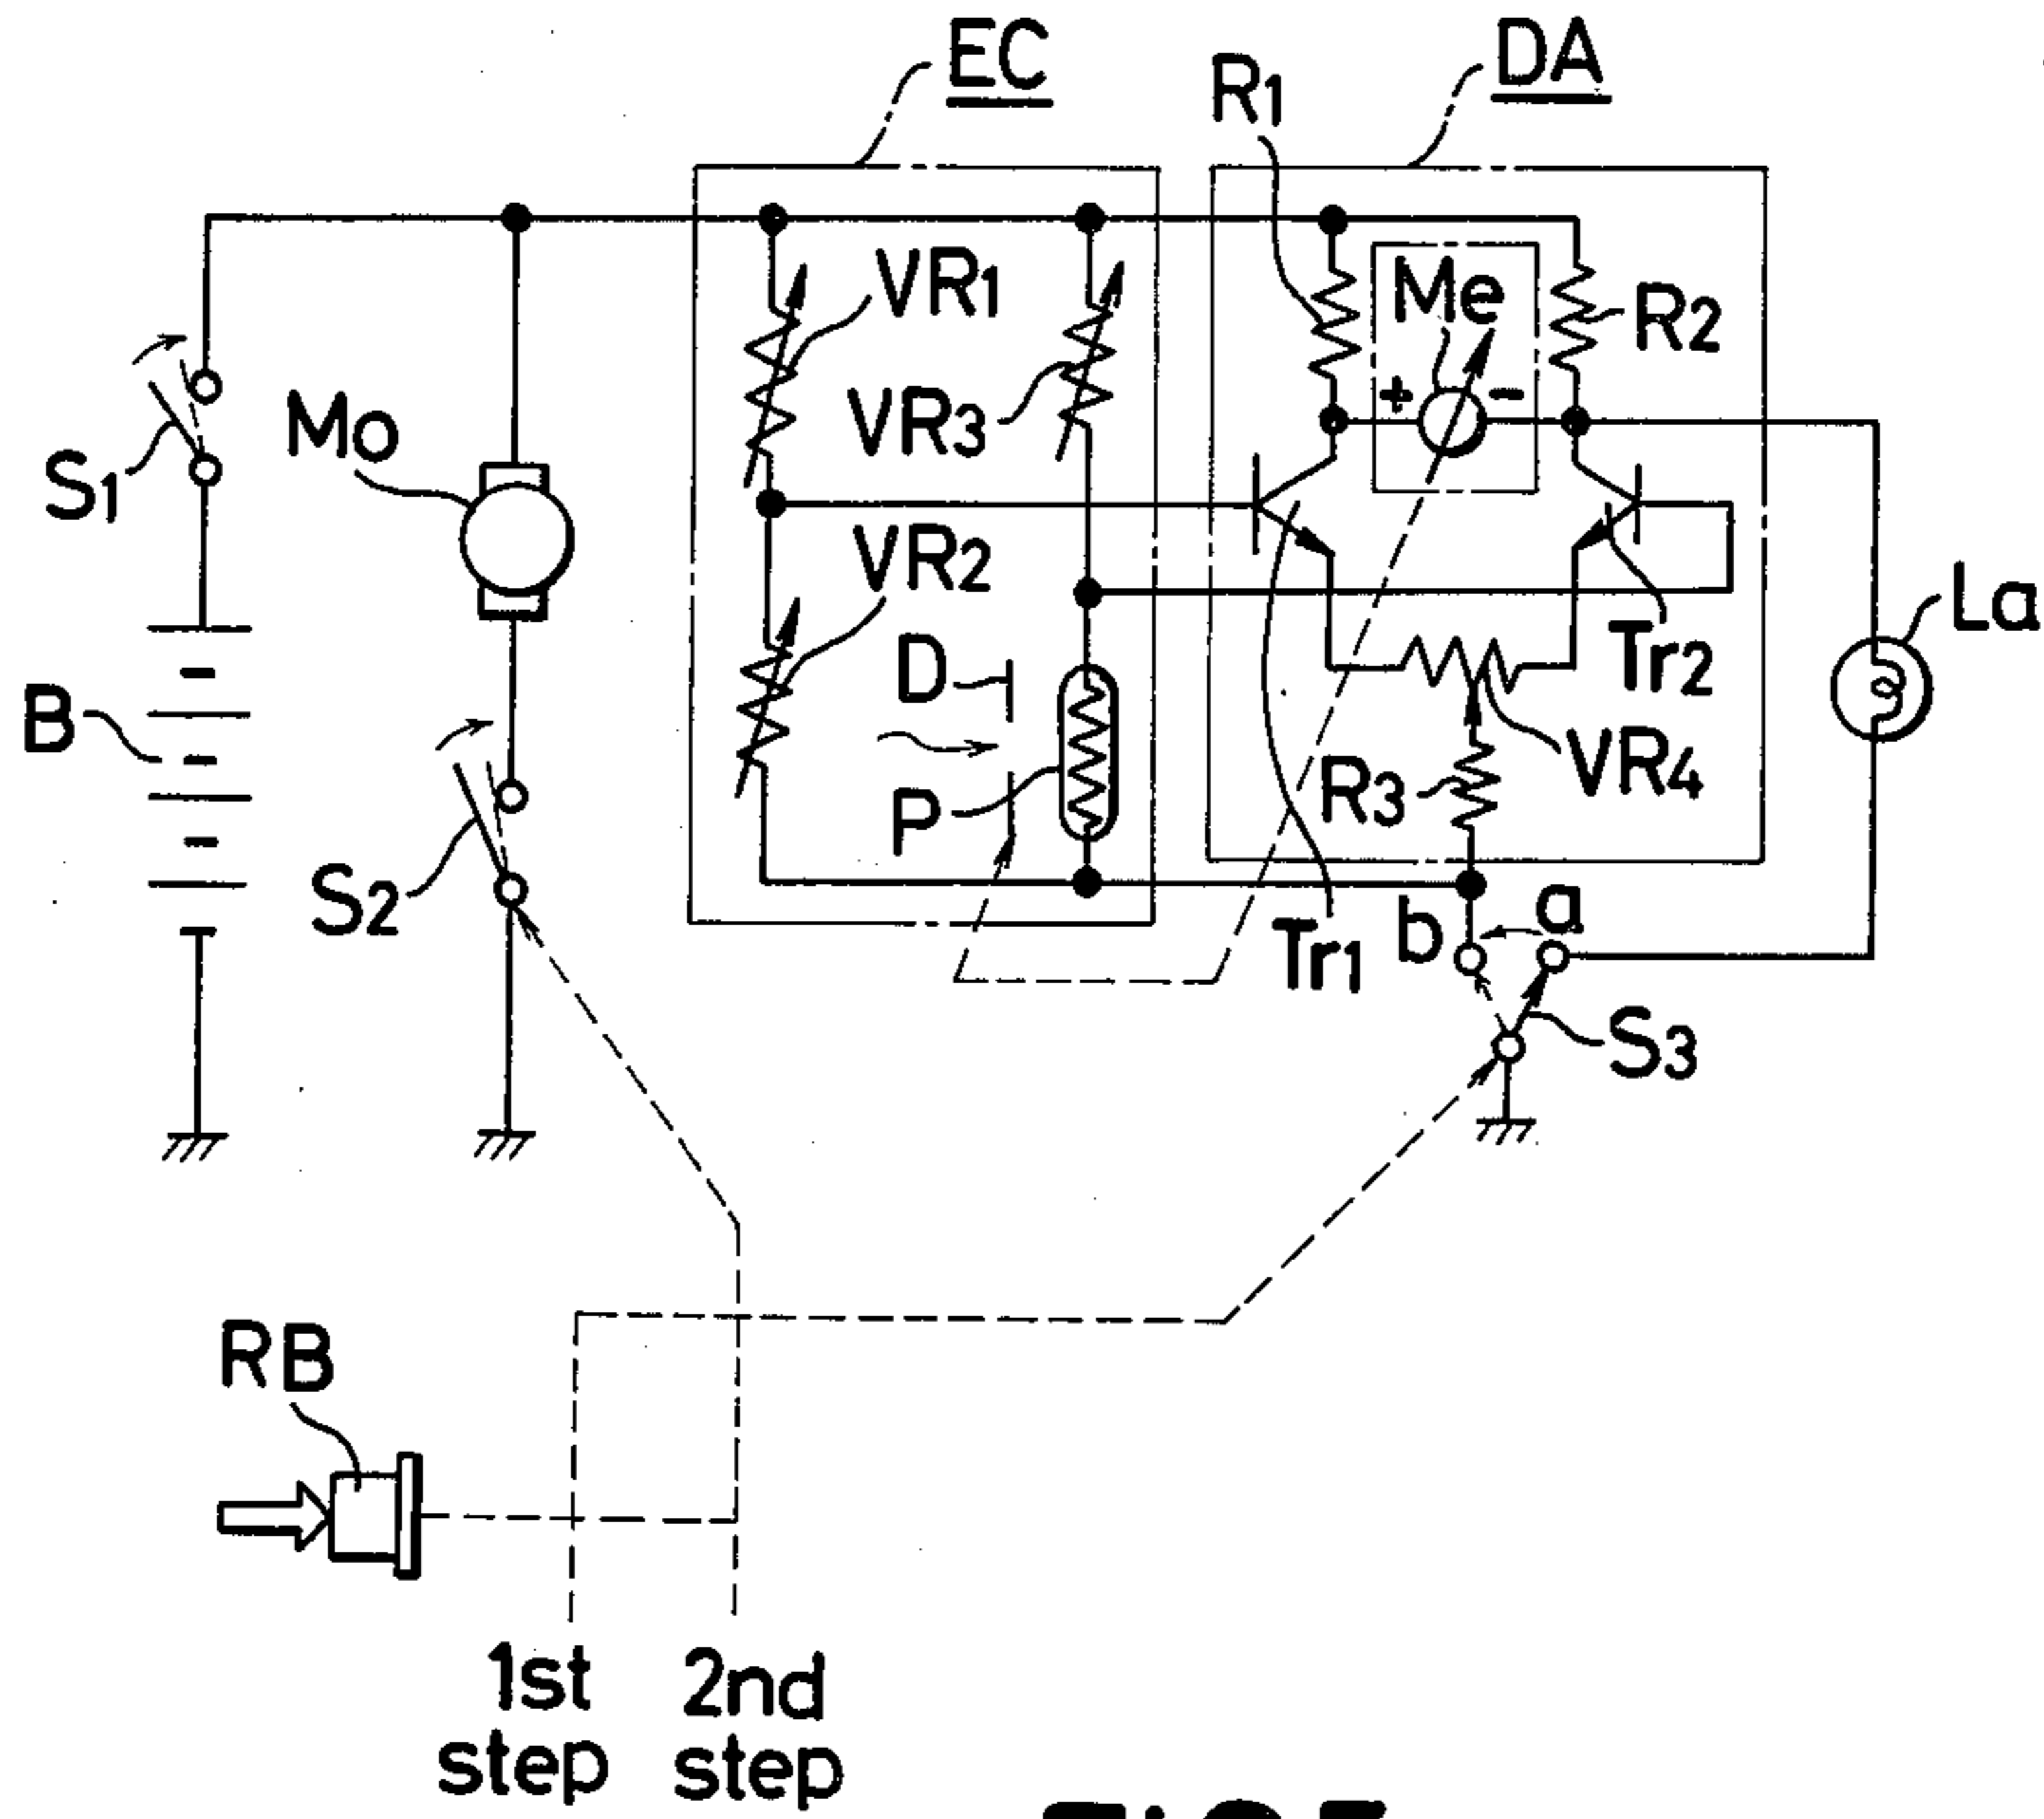 EC
DA
R1
VR1
Me
R2
+
-
VR3
Mo
S1
VR2
La
D
Tr2
B
VR4
P
R3
S2
b
a
Tr1
S3
RB
1st
step
2nd
step